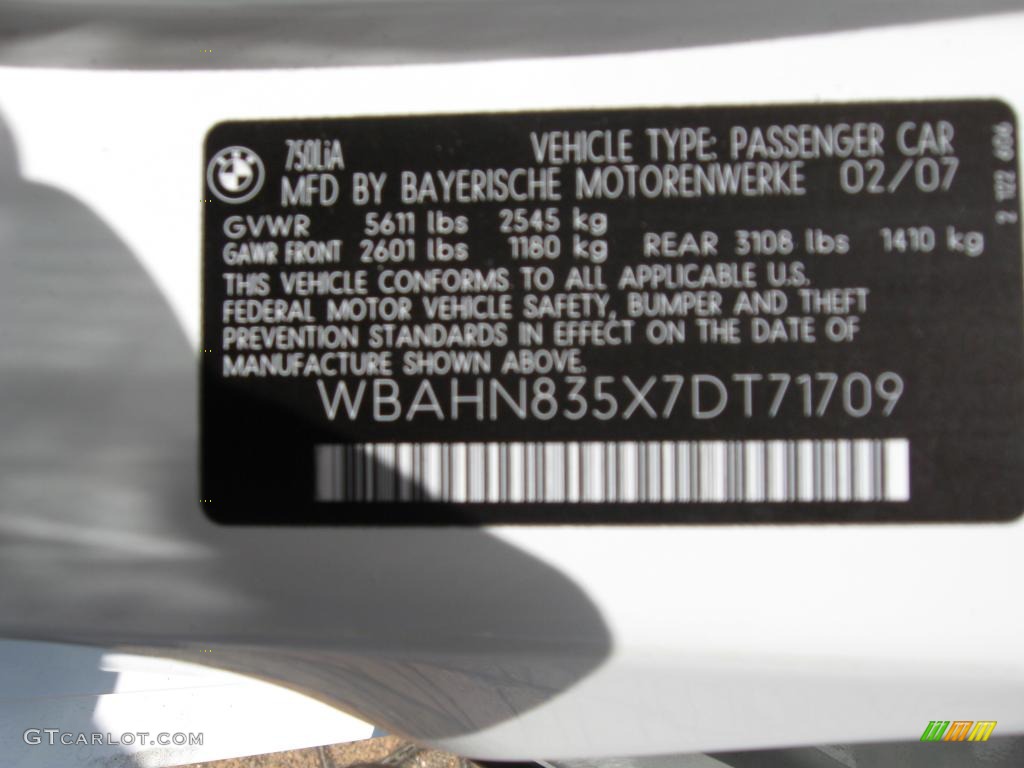 750LiA VEHICLE TYPE: PASSENGER CAR
MFD BY BAYERISCHE MOTORENWERKE 02/07
GVWR 5611 lbs 2545 kg
GAWR FRONT 2601 lbs 1180 kg REAR 3108 lbs 1410 kg
THIS VEHICLE CONFORMS TO ALL APPLICABLE U.S.
FEDERAL MOTOR VEHICLE SAFETY, BUMPER AND THEFT
PREVENTION STANDARDS IN EFFECT ON THE DATE OF
MANUFACTURE SHOWN ABOVE.
WBAHN835X7DT71709
GTCARLOT.COM